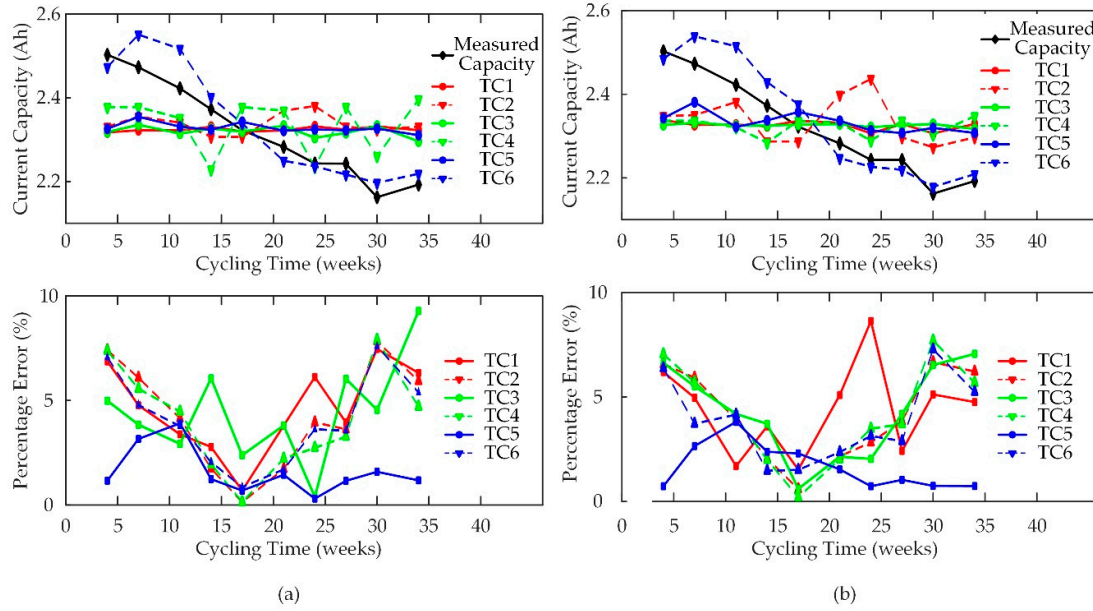 2.6
2.4
2.2
0 5 10 15 20 25 30 35 40
Current Capacity (Ah)
Cycling Time (weeks)
Measured
Capacity
TC1
TC2
TC3
TC4
TC5
TC6
2.6
2.4
2.2
0 5 10 15 20 25 30 35 40
Current Capacity (Ah)
Cycling Time (weeks)
Measured
Capacity
TC1
TC2
TC3
TC4
TC5
TC6
10
5
0
0 5 10 15 20 25 30 35 40
Percentage Error (%)
Cycling Time (weeks)
TC1
TC2
TC3
TC4
TC5
TC6
10
5
0
0 5 10 15 20 25 30 35 40
Percentage Error (%)
Cycling Time (weeks)
TC1
TC2
TC3
TC4
TC5
TC6
(a)
(b)